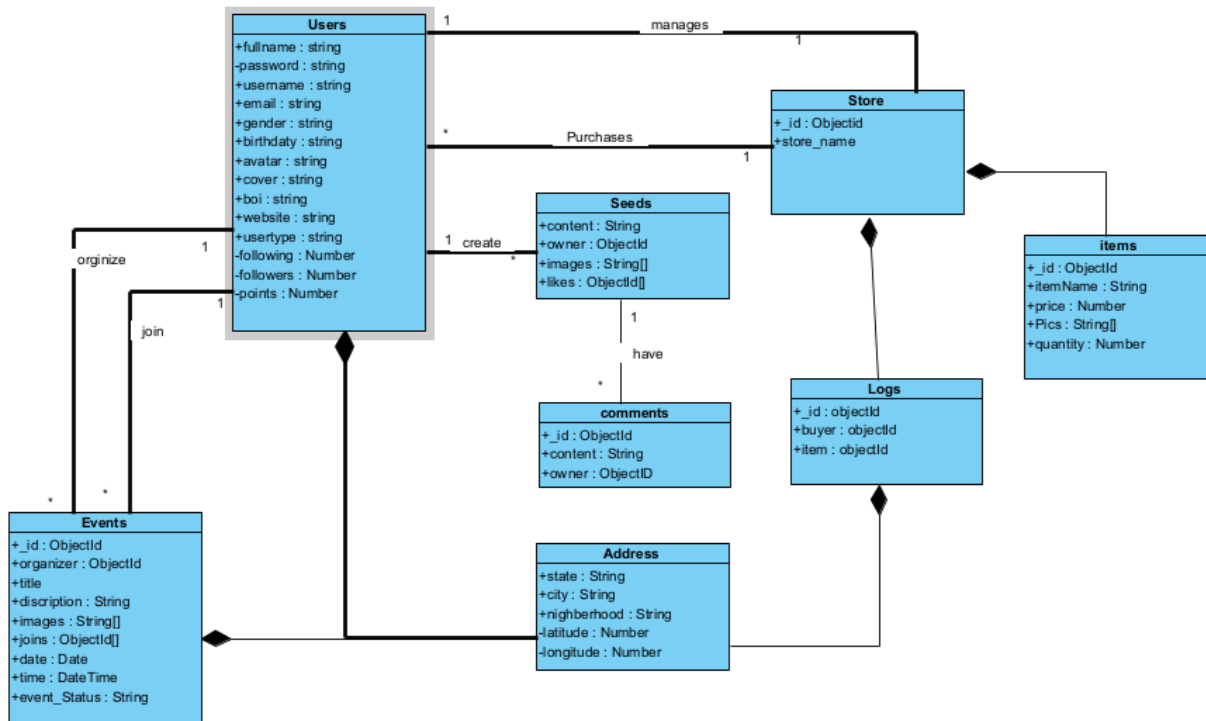 Users
+fullname : string
-password : string
+username : string
+email : string
+gender : string
+birthdaty : string
+avatar : string
+cover : string
+boi : string
+website : string
+usertype : string
-following : Number
-followers : Number
-points : Number
1
manages
1
*
Purchases
1
Store
+_id : Objectid
+store_name
1
create
*
Seeds
+content : String
+owner : ObjectId
+images : String[]
+likes : ObjectId[]
items
+_id : ObjectId
+itemName : String
+price : Number
+Pics : String[]
+quantity : Number
1
orginize
*
1
join
*
1
have
*
comments
+_id : ObjectId
+content : String
+owner : ObjectID
Logs
+_id : objectId
+buyer : objectId
+item : objectId
Events
+_id : ObjectId
+organizer : ObjectId
+title
+discription : String
+images : String[]
+joins : ObjectId[]
+date : Date
+time : DateTime
+event_Status : String
Address
+state : String
+city : String
+nighberhood : String
-latitude : Number
-longitude : Number